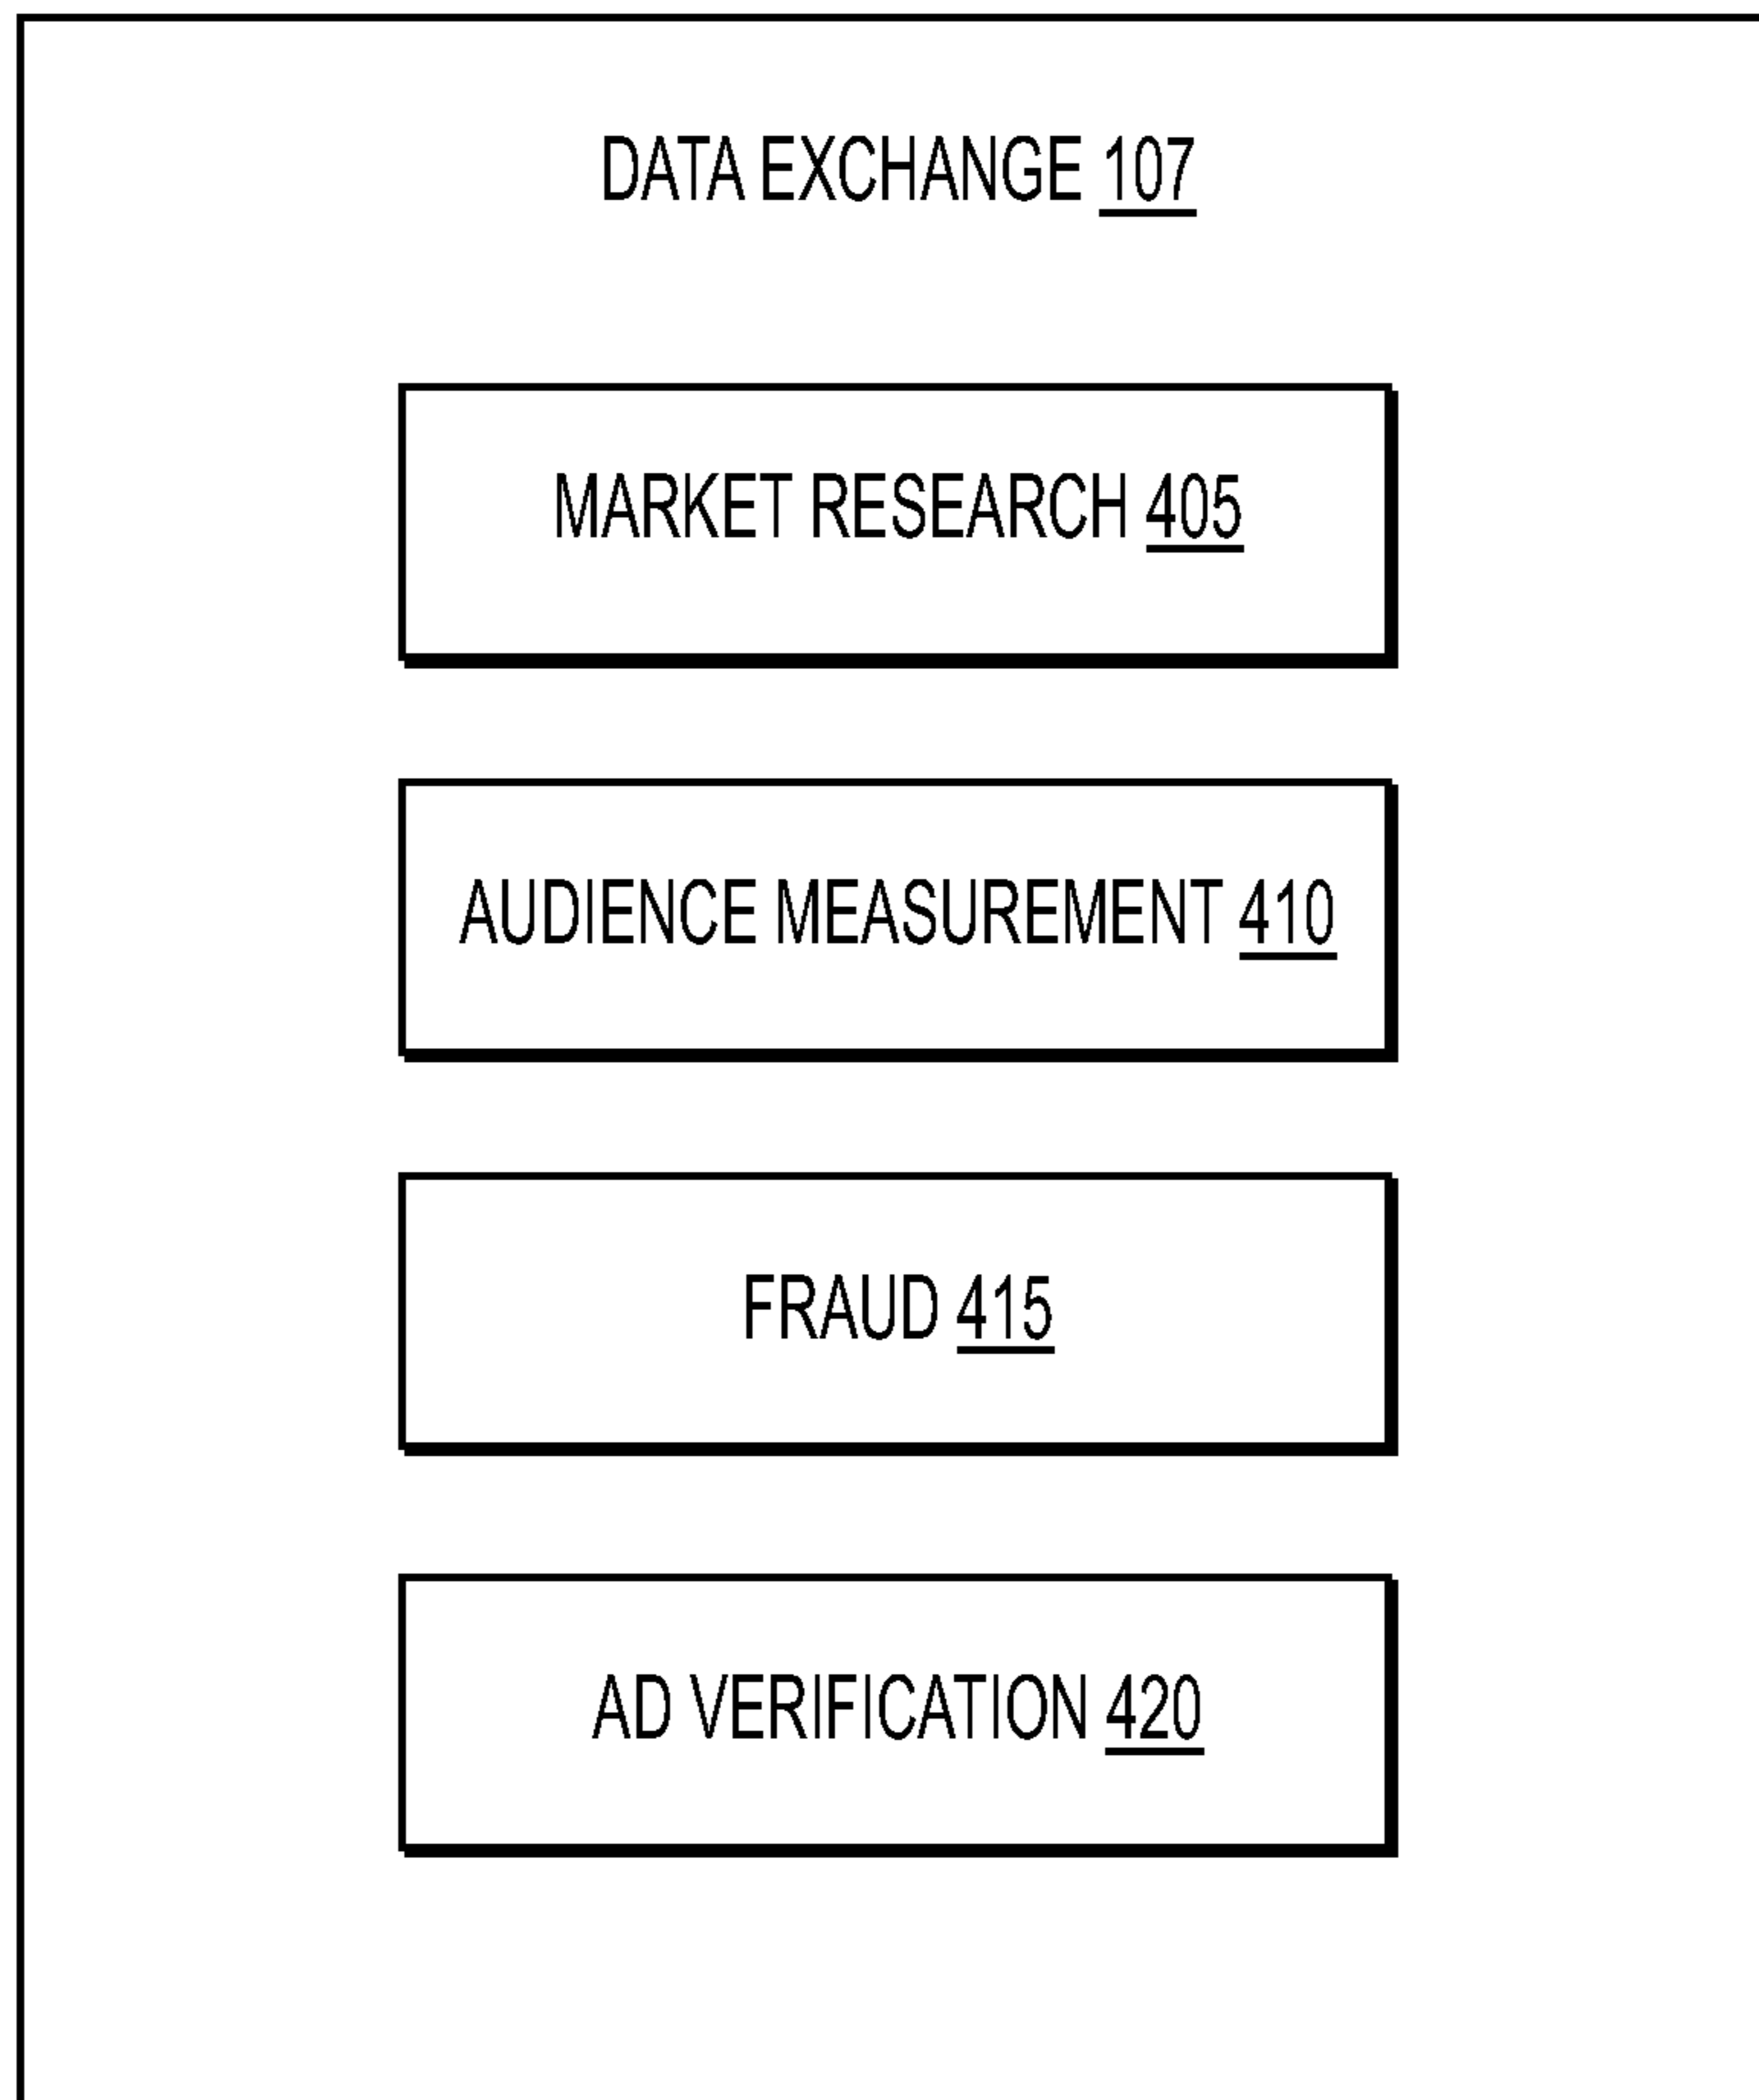 DATA EXCHANGE 107
MARKET RESEARCH 405
AUDIENCE MEASUREMENT 410
FRAUD 415
AD VERIFICATION 420